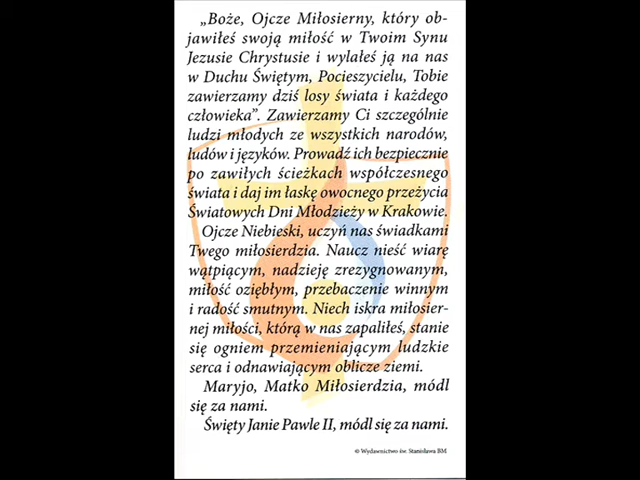 „Boże, Ojcze Miłosierny, który ob-
jawiłeś swoją miłość w Twoim Synu
Jezusie Chrystusie i wylałeś ją na nas
w Duchu Świętym, Pocieszycielu, Tobie
zawierzamy dziś losy świata i każdego
człowieka”. Zawierzamy Ci szczególnie
ludzi młodych ze wszystkich narodów,
ludów i języków. Prowadź ich bezpiecznie
po zawiłych ścieżkach współczesnego
świata i daj im łaskę owocnego przeżycia
Światowych Dni Młodzieży w Krakowie.
Ojcze Niebieski, uczyń nas świadkami
Twego miłosierdzia. Naucz nieść wiarę
wątpiącym, nadzieję zrezygnowanym,
miłość oziębłym, przebaczenie winnym
i radość smutnym. Niech iskra miłosier-
nej miłości, którą w nas zapaliłeś, stanie
się ogniem przemieniającym ludzkie
serca i odnawiającym oblicze ziemi.
Maryjo, Matko Miłosierdzia, módl
się za nami.
Święty Janie Pawle II, módl się za nami.
© Wydawnictwo św. Stanisława BM